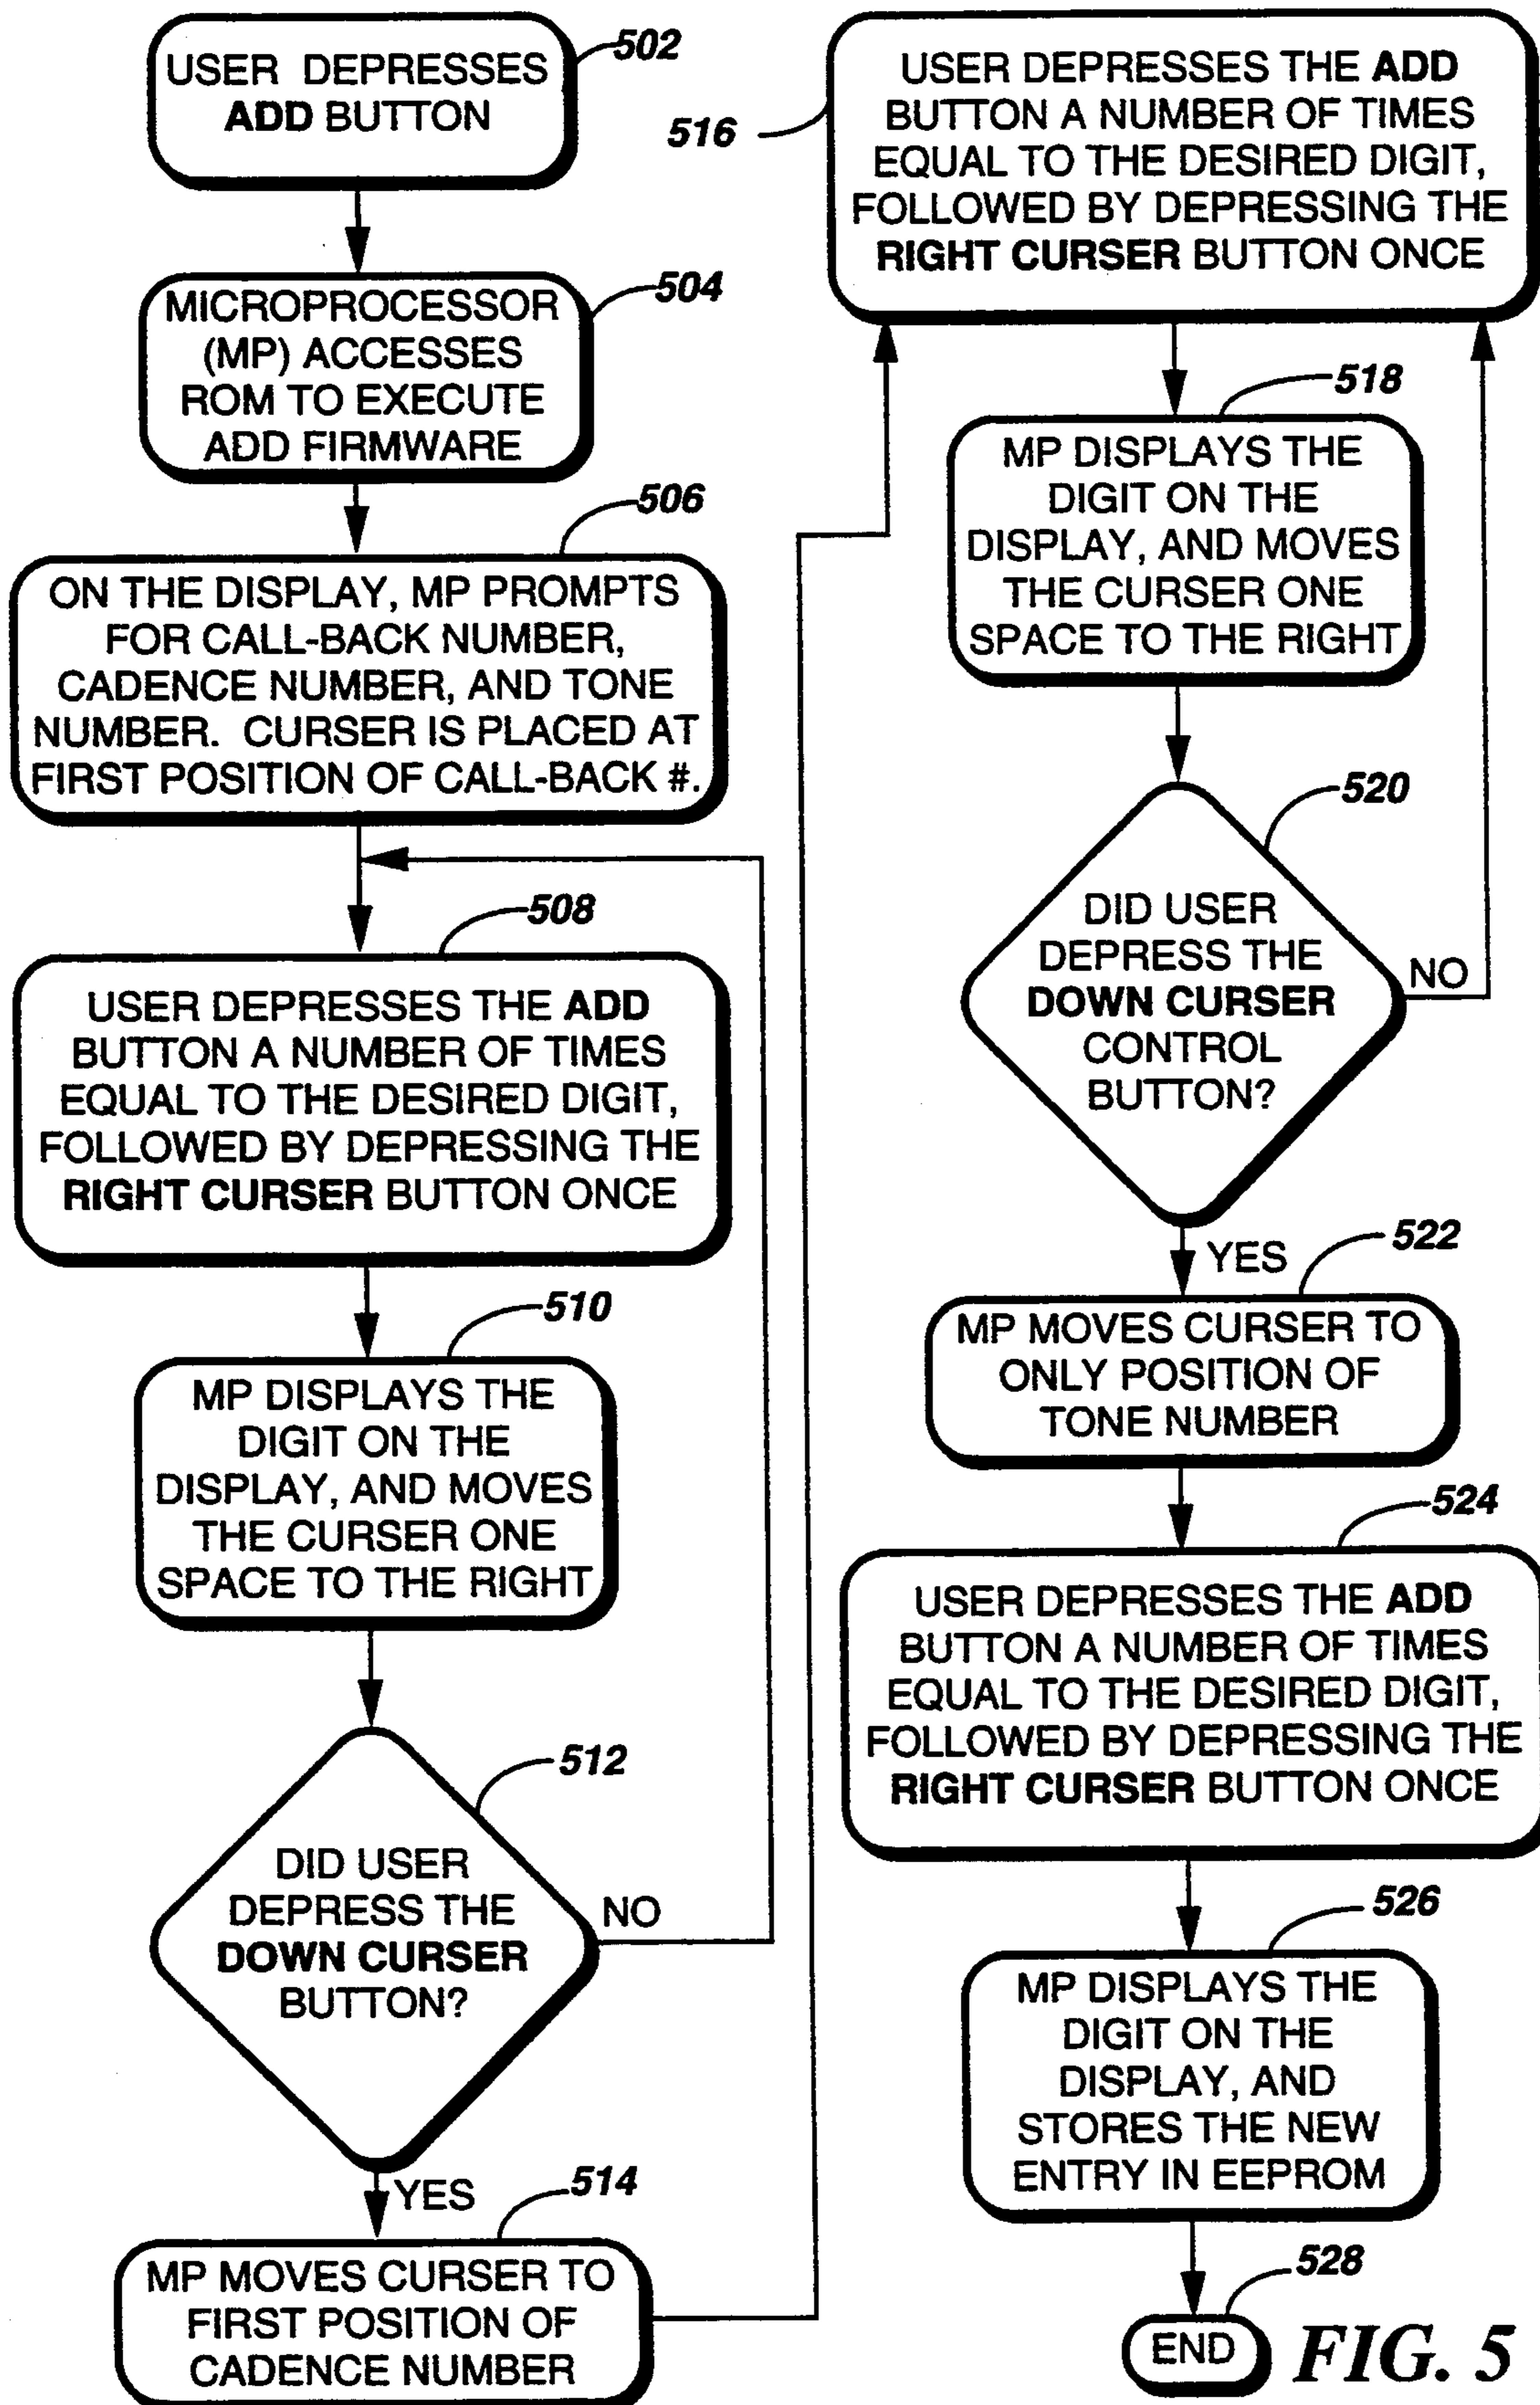 502
USER DEPRESSES
ADD BUTTON
504
MICROPROCESSOR
(MP) ACCESSES
ROM TO EXECUTE
ADD FIRMWARE
506
ON THE DISPLAY, MP PROMPTS
FOR CALL-BACK NUMBER,
CADENCE NUMBER, AND TONE
NUMBER. CURSER IS PLACED AT
FIRST POSITION OF CALL-BACK #.
508
USER DEPRESSES THE ADD
BUTTON A NUMBER OF TIMES
EQUAL TO THE DESIRED DIGIT,
FOLLOWED BY DEPRESSING THE
RIGHT CURSER BUTTON ONCE
510
MP DISPLAYS THE
DIGIT ON THE
DISPLAY, AND MOVES
THE CURSER ONE
SPACE TO THE RIGHT
512
DID USER
DEPRESS THE
DOWN CURSER
BUTTON?
NO
YES
514
MP MOVES CURSER TO
FIRST POSITION OF
CADENCE NUMBER
516
USER DEPRESSES THE ADD
BUTTON A NUMBER OF TIMES
EQUAL TO THE DESIRED DIGIT,
FOLLOWED BY DEPRESSING THE
RIGHT CURSER BUTTON ONCE
518
MP DISPLAYS THE
DIGIT ON THE
DISPLAY, AND MOVES
THE CURSER ONE
SPACE TO THE RIGHT
520
DID USER
DEPRESS THE
DOWN CURSER
CONTROL
BUTTON?
NO
YES
522
MP MOVES CURSER TO
ONLY POSITION OF
TONE NUMBER
524
USER DEPRESSES THE ADD
BUTTON A NUMBER OF TIMES
EQUAL TO THE DESIRED DIGIT,
FOLLOWED BY DEPRESSING THE
RIGHT CURSER BUTTON ONCE
526
MP DISPLAYS THE
DIGIT ON THE
DISPLAY, AND
STORES THE NEW
ENTRY IN EEPROM
528
END
FIG. 5